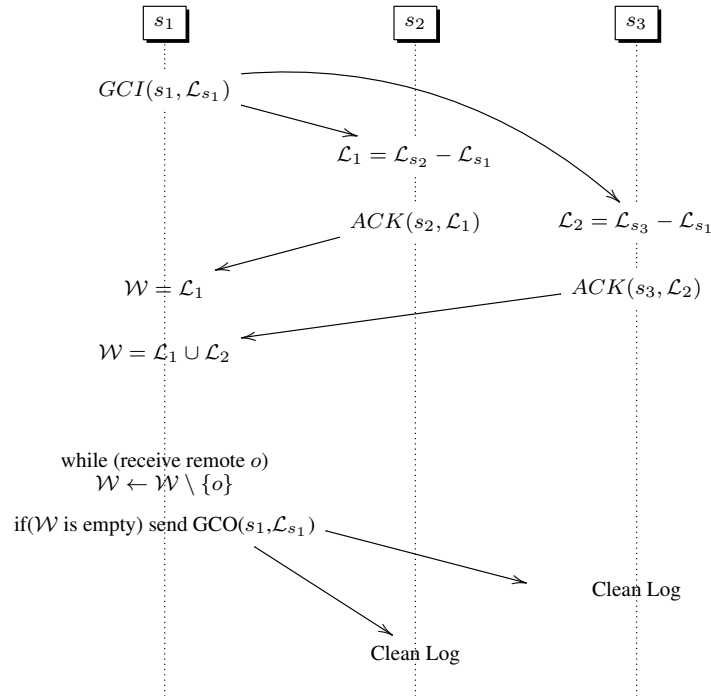 s₁ s₂ s₃
GCI(s₁, ℒₛ₁)
ℒ₁ = ℒₛ₂ − ℒₛ₁
ACK(s₂, ℒ₁) ℒ₂ = ℒₛ₃ − ℒₛ₁
𝒲 = ℒ₁ ACK(s₃, ℒ₂)
𝒲 = ℒ₁ ∪ ℒ₂
while (receive remote o)
𝒲 ← 𝒲 \ {o}
if(𝒲 is empty) send GCO(s₁,ℒₛ₁)
Clean Log
Clean Log